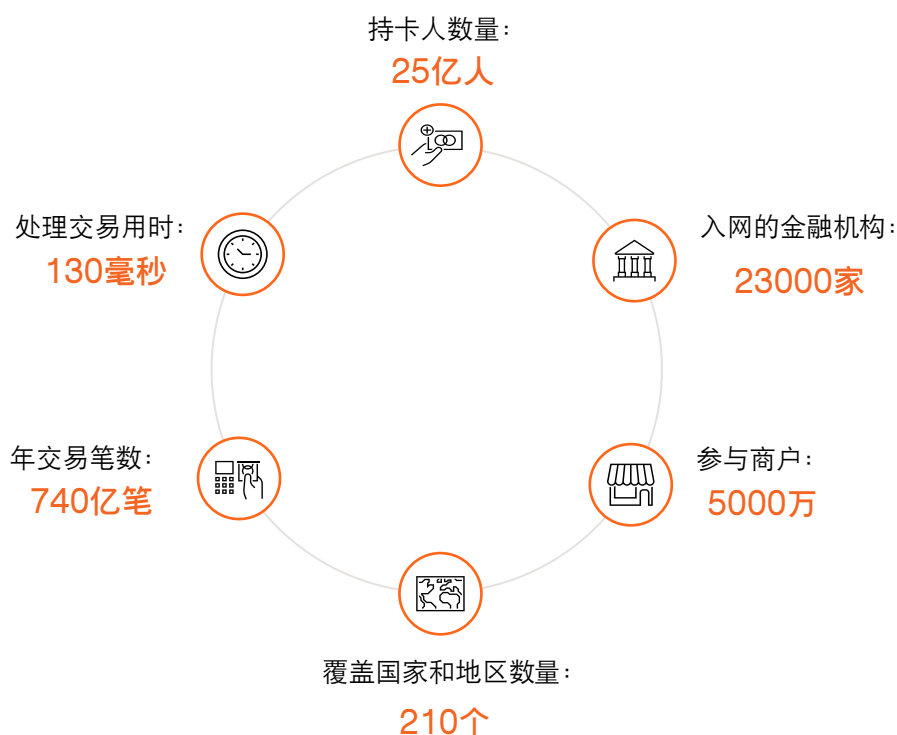 持卡人数量：
25亿人
入网的金融机构：
23000家
参与商户：
5000万
覆盖国家和地区数量：
210个
年交易笔数：
740亿笔
处理交易用时：
130毫秒